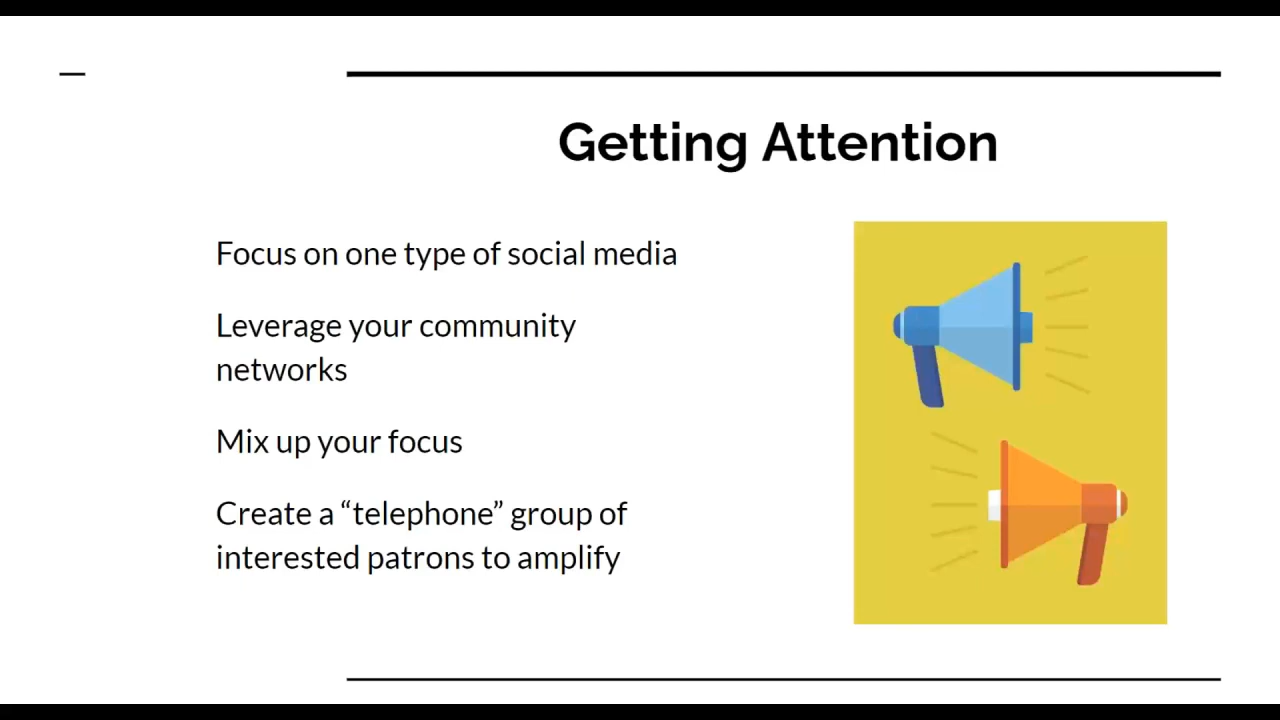 Getting Attention
Focus on one type of social media
Leverage your community
networks
Mix up your focus
Create a “telephone” group of
interested patrons to amplify